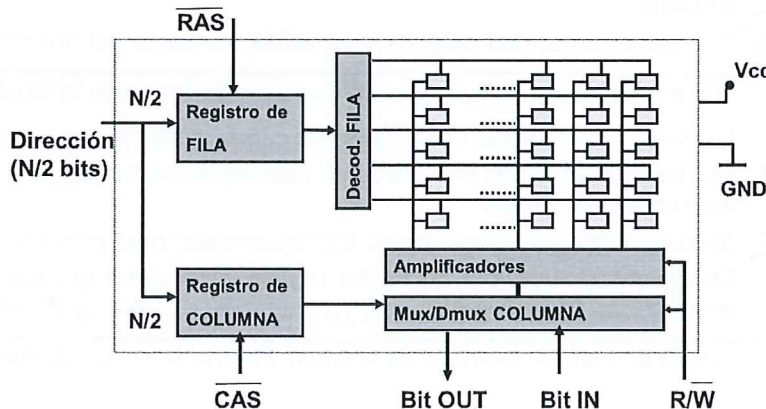 RAS
Vcc
N/2
Registro de
FILA
Decod. FILA
Dirección
(N/2 bits)
GND
Amplificadores
Registro de
COLUMNA
N/2
Mux/Dmux COLUMNA
CAS
Bit OUT
Bit IN
R/W